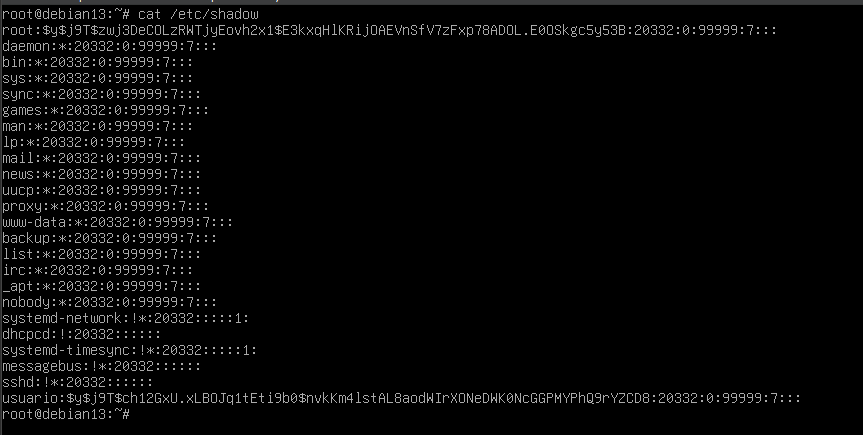 root@debian13:~# cat /etc/shadow
root:$y$j9T$zwj3DeCOLzRWTjyEovh2x1$E3kxqHlKRijOAEVnSfV7zFxp78ADOL.E0OSkgc5y53B:20332:0:99999:7:::
daemon:*:20332:0:99999:7:::
bin:*:20332:0:99999:7:::
sys:*:20332:0:99999:7:::
sync:*:20332:0:99999:7:::
games:*:20332:0:99999:7:::
man:*:20332:0:99999:7:::
lp:*:20332:0:99999:7:::
mail:*:20332:0:99999:7:::
news:*:20332:0:99999:7:::
uucp:*:20332:0:99999:7:::
proxy:*:20332:0:99999:7:::
www-data:*:20332:0:99999:7:::
backup:*:20332:0:99999:7:::
list:*:20332:0:99999:7:::
irc:*:20332:0:99999:7:::
_apt:*:20332:0:99999:7:::
nobody:*:20332:0:99999:7:::
systemd-network:!*:20332:::::1:
dhcpcd:!:20332::::::
systemd-timesync:!*:20332:::::1:
messagebus:!*:20332::::::
sshd:!*:20332::::::
usuario:$y$j9T$ch12GxU.xLBOJq1tEti9b0$nvkKm4lstAL8aodWIrXONeDWK0NcGGPMYPhQ9rYZCD8:20332:0:99999:7:::
root@debian13:~#